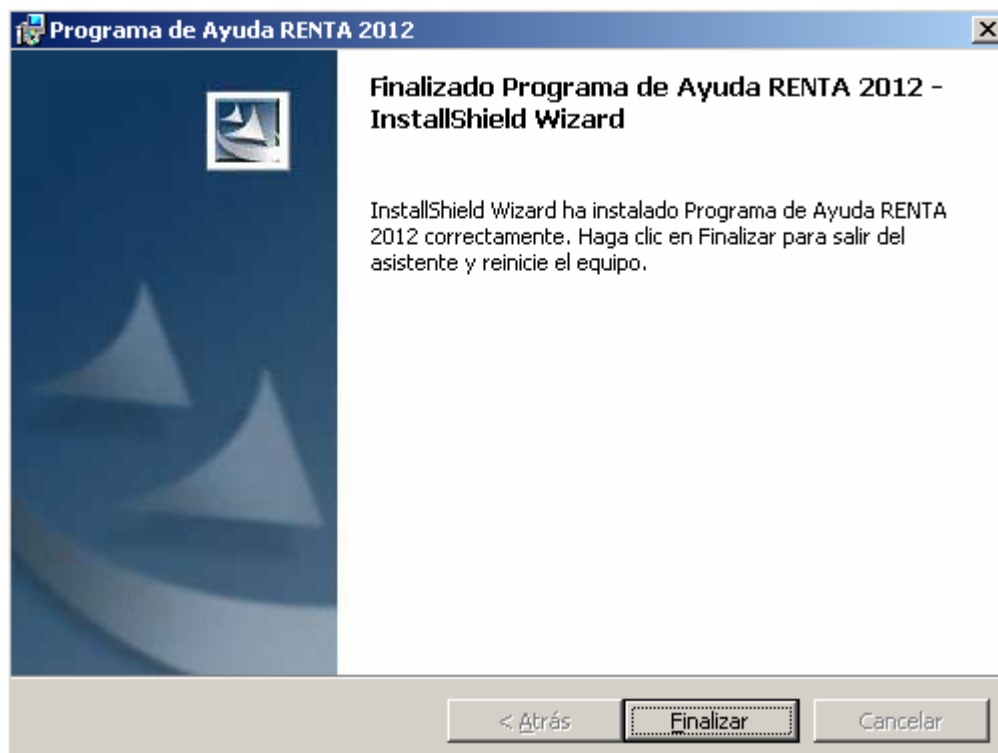 Programa de Ayuda RENTA 2012
Finalizado Programa de Ayuda RENTA 2012 -
InstallShield Wizard
InstallShield Wizard ha instalado Programa de Ayuda RENTA
2012 correctamente. Haga clic en Finalizar para salir del
asistente y reinicie el equipo.
< Atrás Finalizar Cancelar